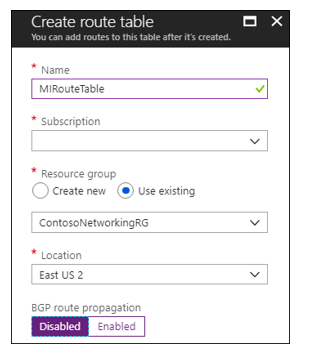 Create route table
You can add routes to this table after it's created.
* Name
MIRouteTable
* Subscription
* Resource group
Create new Use existing
ContosoNetworkingRG
* Location
East US 2
BGP route propagation
Disabled Enabled